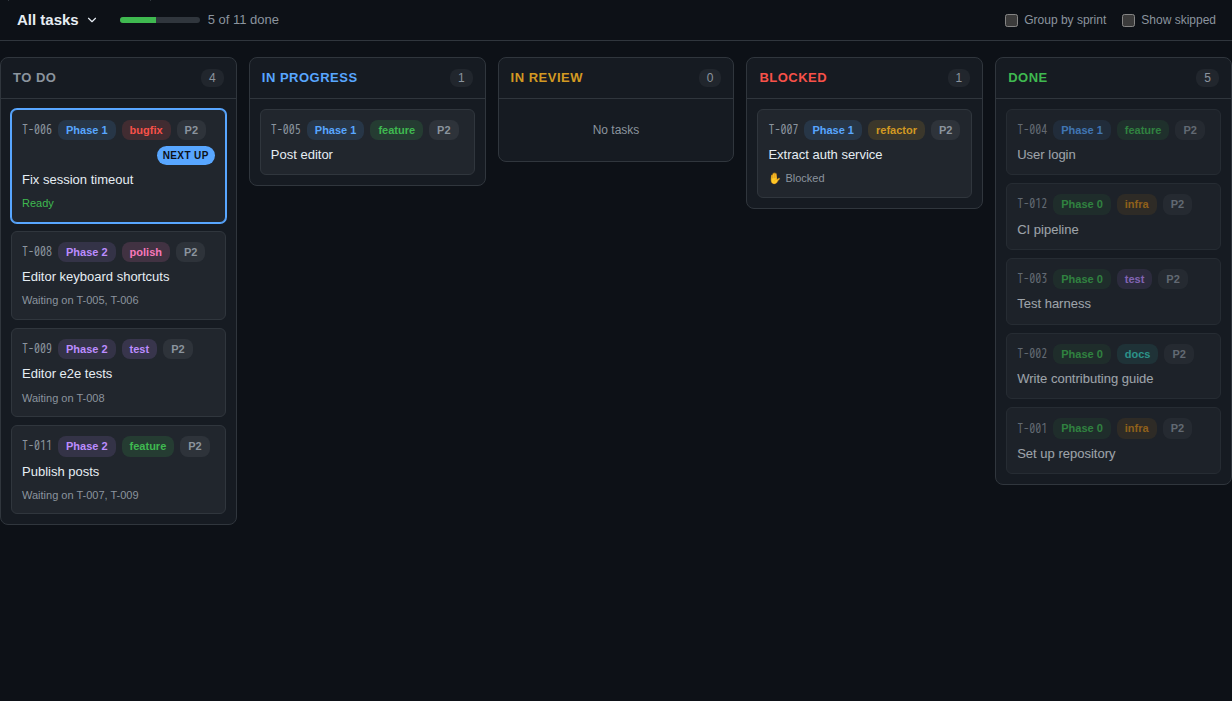 All tasks
5 of 11 done
Group by sprint
Show skipped
TO DO 4
T-006 Phase 1 bugfix P2
NEXT UP
Fix session timeout
Ready
T-008 Phase 2 polish P2
Editor keyboard shortcuts
Waiting on T-005, T-006
T-009 Phase 2 test P2
Editor e2e tests
Waiting on T-008
T-011 Phase 2 feature P2
Publish posts
Waiting on T-007, T-009
IN PROGRESS 1
T-005 Phase 1 feature P2
Post editor
IN REVIEW 0
No tasks
BLOCKED 1
T-007 Phase 1 refactor P2
Extract auth service
✋ Blocked
DONE 5
T-004 Phase 1 feature P2
User login
T-012 Phase 0 infra P2
CI pipeline
T-003 Phase 0 test P2
Test harness
T-002 Phase 0 docs P2
Write contributing guide
T-001 Phase 0 infra P2
Set up repository